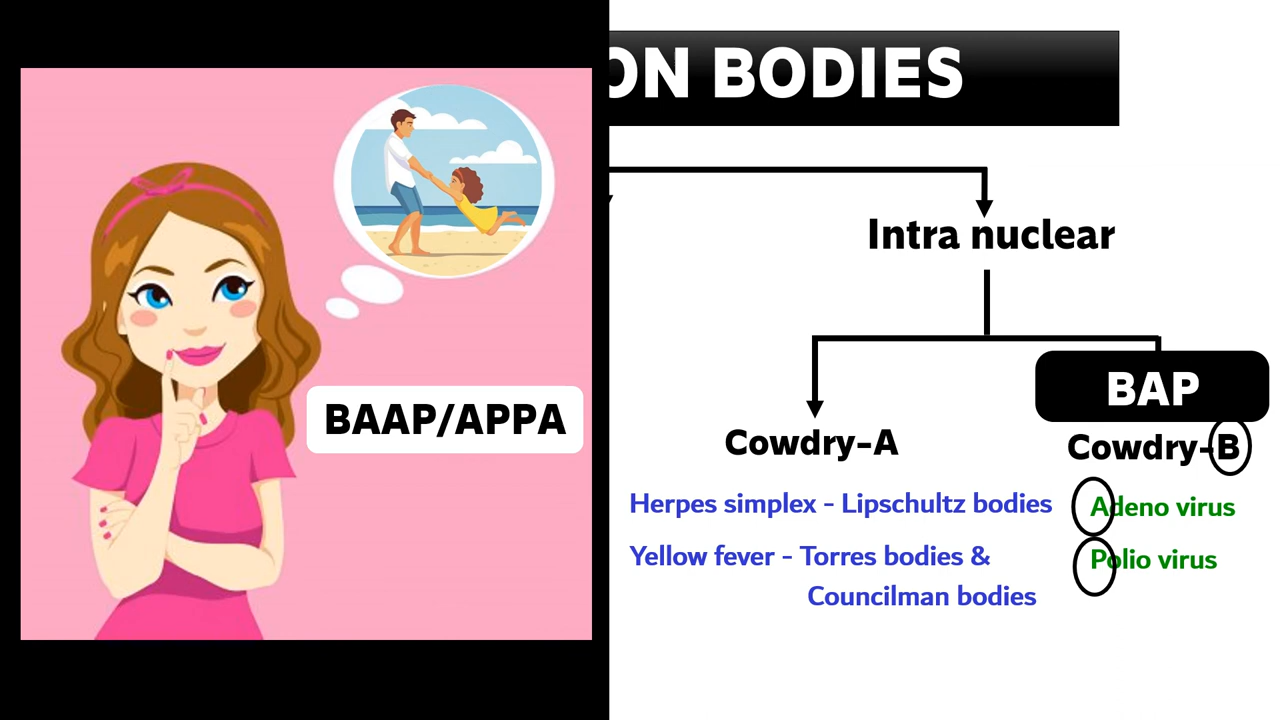 ON BODIES
Intra nuclear
BAP
BAAP/APPA
Cowdry-A
Cowdry-B
Herpes simplex - Lipschultz bodies
Adeno virus
Yellow fever - Torres bodies &
Polio virus
Councilman bodies